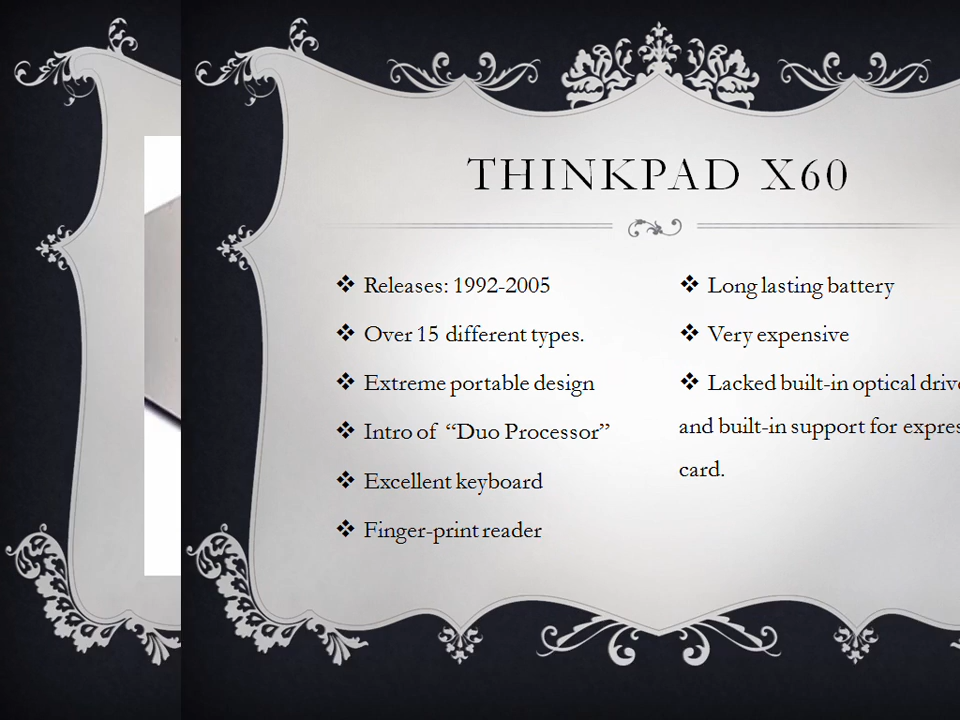 THINKPAD X60
❖ Releases: 1992-2005
❖ Over 15 different types.
❖ Extreme portable design
❖ Intro of “Duo Processor”
❖ Excellent keyboard
❖ Finger-print reader
❖ Long lasting battery
❖ Very expensive
❖ Lacked built-in optical
and built-in support for
card.